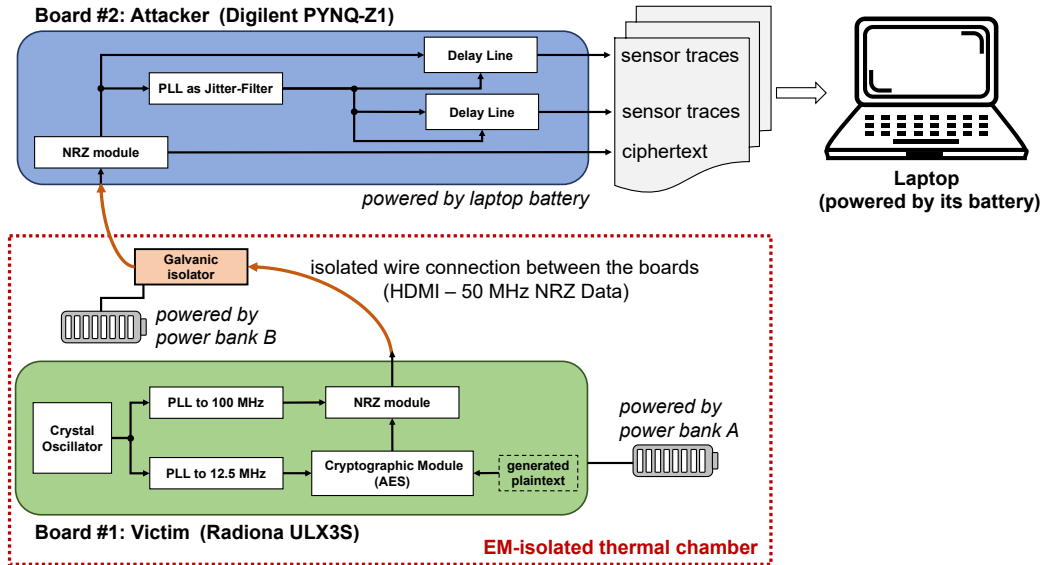 Board #2: Attacker (Digilent PYNQ-Z1)
Delay Line
sensor traces
PLL as Jitter-Filter
Delay Line
sensor traces
NRZ module
ciphertext
powered by laptop battery
Laptop
(powered by its battery)
Galvanic
isolator
isolated wire connection between the boards
(HDMI – 50 MHz NRZ Data)
powered by
power bank B
PLL to 100 MHz
NRZ module
powered by
power bank A
Crystal
Oscillator
PLL to 12.5 MHz
Cryptographic Module
(AES)
generated
plaintext
Board #1: Victim (Radiona ULX3S)
EM-isolated thermal chamber